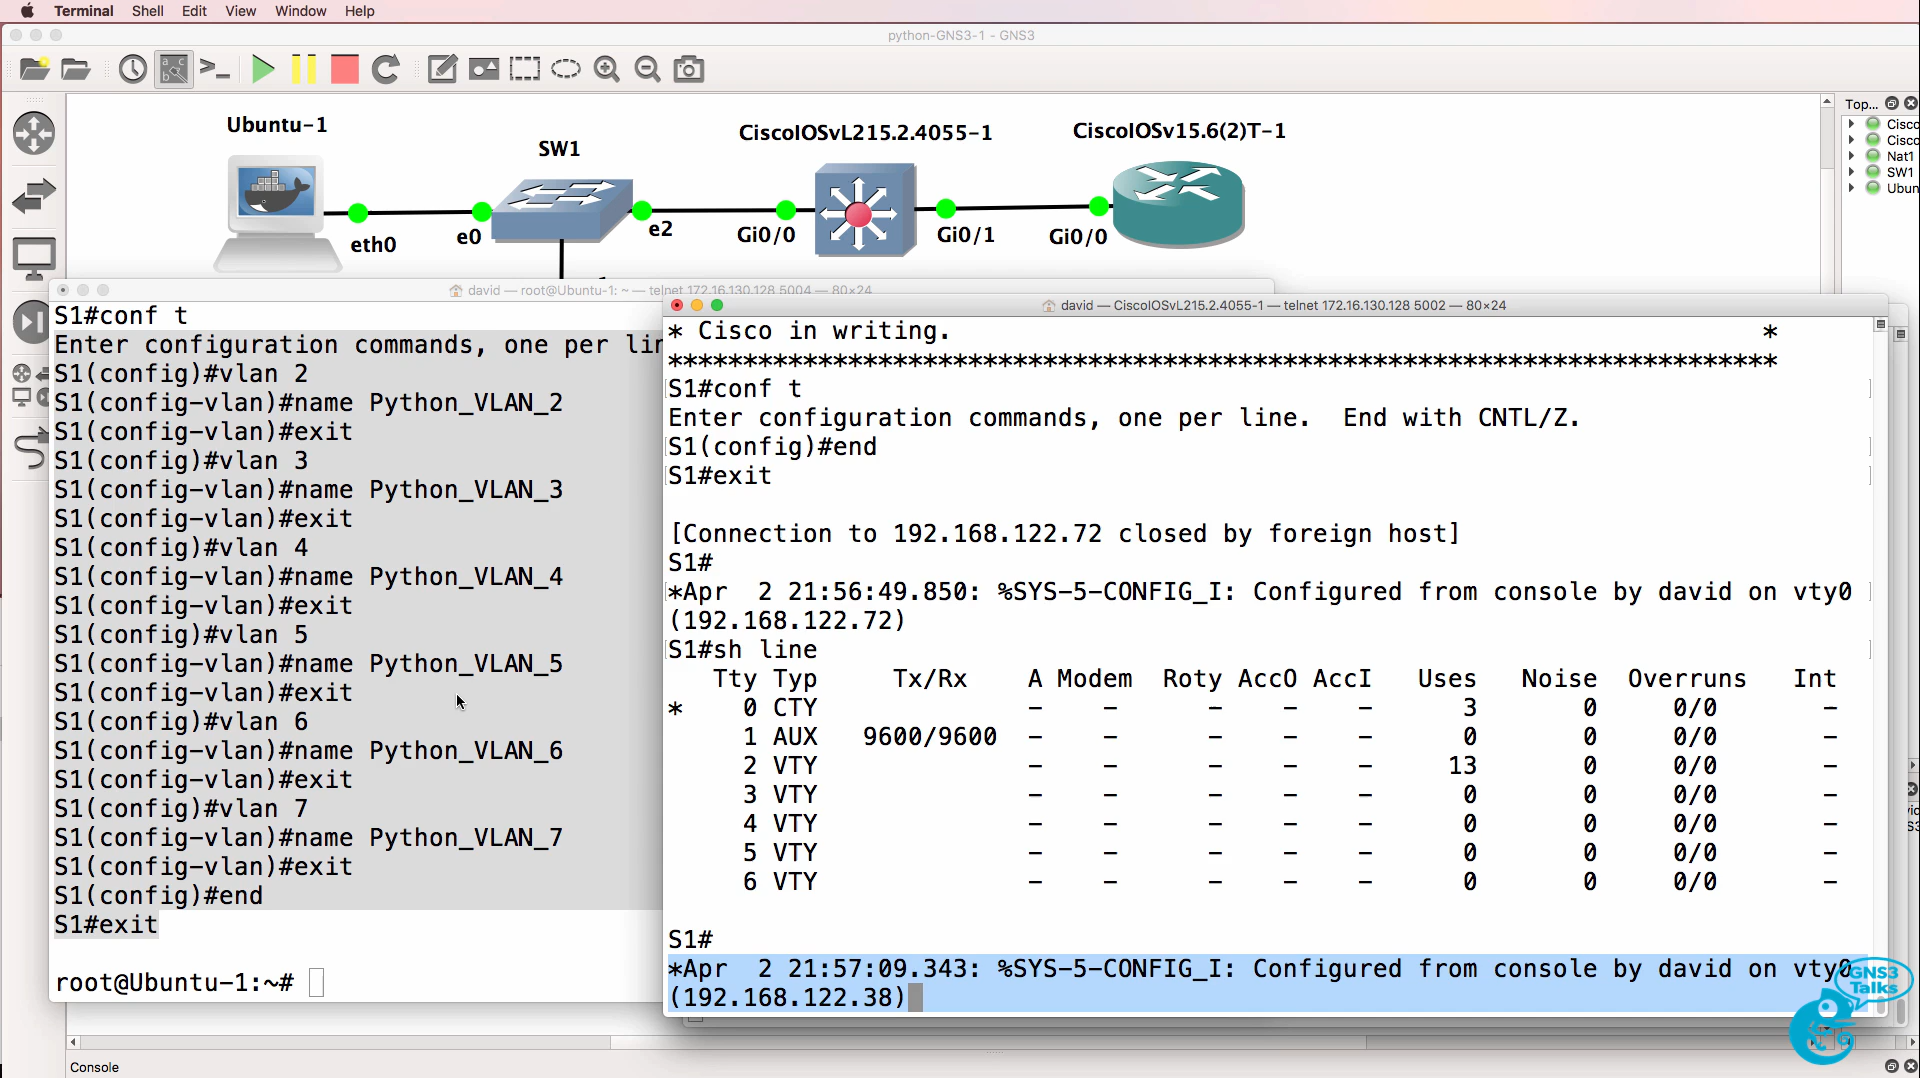 Terminal Shell Edit View Window Help
python-GNS3-1 - GNS3
Ubuntu-1
SW1
CiscoIOSvL215.2.4055-1
CiscoIOSv15.6(2)T-1
eth0
e0
e2
Gi0/0
Gi0/1
Gi0/0
Top...
Cisco
Cisco
Nat1
SW1
Ubun
david — root@Ubuntu-1: ~ — telnet 172.16.130.128 5004 — 80×24
S1#conf t
Enter configuration commands, one per lin
S1(config)#vlan 2
S1(config-vlan)#name Python_VLAN_2
S1(config-vlan)#exit
S1(config)#vlan 3
S1(config-vlan)#name Python_VLAN_3
S1(config-vlan)#exit
S1(config)#vlan 4
S1(config-vlan)#name Python_VLAN_4
S1(config-vlan)#exit
S1(config)#vlan 5
S1(config-vlan)#name Python_VLAN_5
S1(config-vlan)#exit
S1(config)#vlan 6
S1(config-vlan)#name Python_VLAN_6
S1(config-vlan)#exit
S1(config)#vlan 7
S1(config-vlan)#name Python_VLAN_7
S1(config-vlan)#exit
S1(config)#end
S1#exit
root@Ubuntu-1:~#
david — CiscoIOSvL215.2.4055-1 — telnet 172.16.130.128 5002 — 80×24
* Cisco in writing. *
**************************************************************************
S1#conf t
Enter configuration commands, one per line.  End with CNTL/Z.
S1(config)#end
S1#exit
[Connection to 192.168.122.72 closed by foreign host]
S1#
*Apr  2 21:56:49.850: %SYS-5-CONFIG_I: Configured from console by david on vty0
(192.168.122.72)
S1#sh line
Tty Typ Tx/Rx A Modem Roty AccO AccI Uses Noise Overruns Int
* 0 CTY - - - - - 3 0 0/0 -
1 AUX 9600/9600 - - - - - 0 0 0/0 -
2 VTY - - - - - 13 0 0/0 -
3 VTY - - - - - 0 0 0/0 -
4 VTY - - - - - 0 0 0/0 -
5 VTY - - - - - 0 0 0/0 -
6 VTY - - - - - 0 0 0/0 -
S1#
*Apr  2 21:57:09.343: %SYS-5-CONFIG_I: Configured from console by david on vty0
(192.168.122.38)
GNS3
Talks
Console